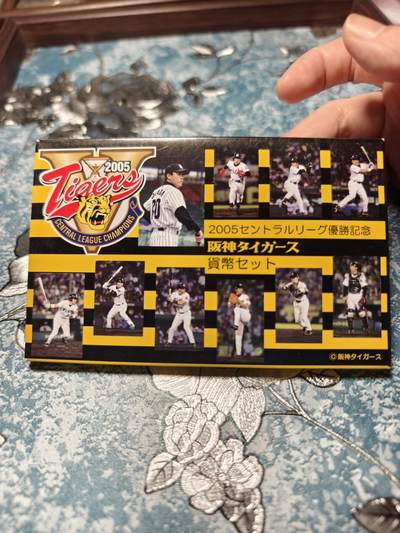 2005
Tigers
CENTRAL LEAGUE CHAMPIONS
2005セントラルリーグ優勝記念
阪神タイガース
貨幣セット
©阪神タイガース